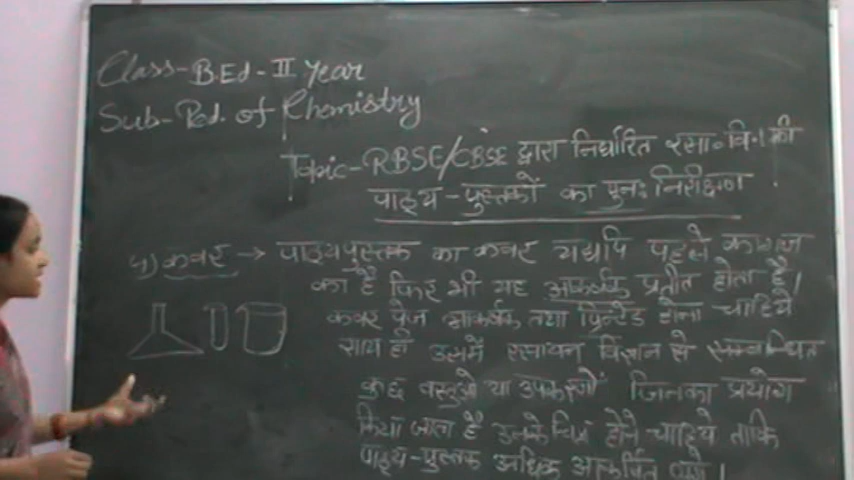 Class-B.Ed-II Year
Sub-Ped. of Chemistry
Topic-RBSE/CBSE द्वारा निर्धारित रसा० वि० की
पाठ्य-पुस्तकों का पुनः निरीक्षण
कवर → पाठ्यपुस्तक का कवर यद्यपि पहले कागज
का है फिर भी यह आकर्षक प्रतीत होता है।
कवर पेज आकर्षक तथा प्रिन्टेड होना चाहिये
साथ ही उसमें रसायन विज्ञान से सम्बन्धित
कुछ वस्तुओं या उपकरणों जिनका प्रयोग
किया जाता है उनके चित्र होने चाहिये ताकि
पाठ्य-पुस्तक अधिक आकर्षित लगे।